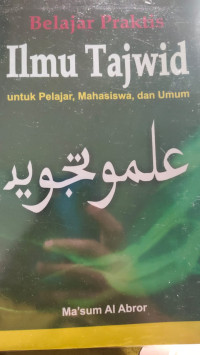 Belajar Praktis
Ilmu Tajwid
untuk Pelajar, Mahasiswa, dan Umum
علمو تجويد
Ma'sum Al Abror